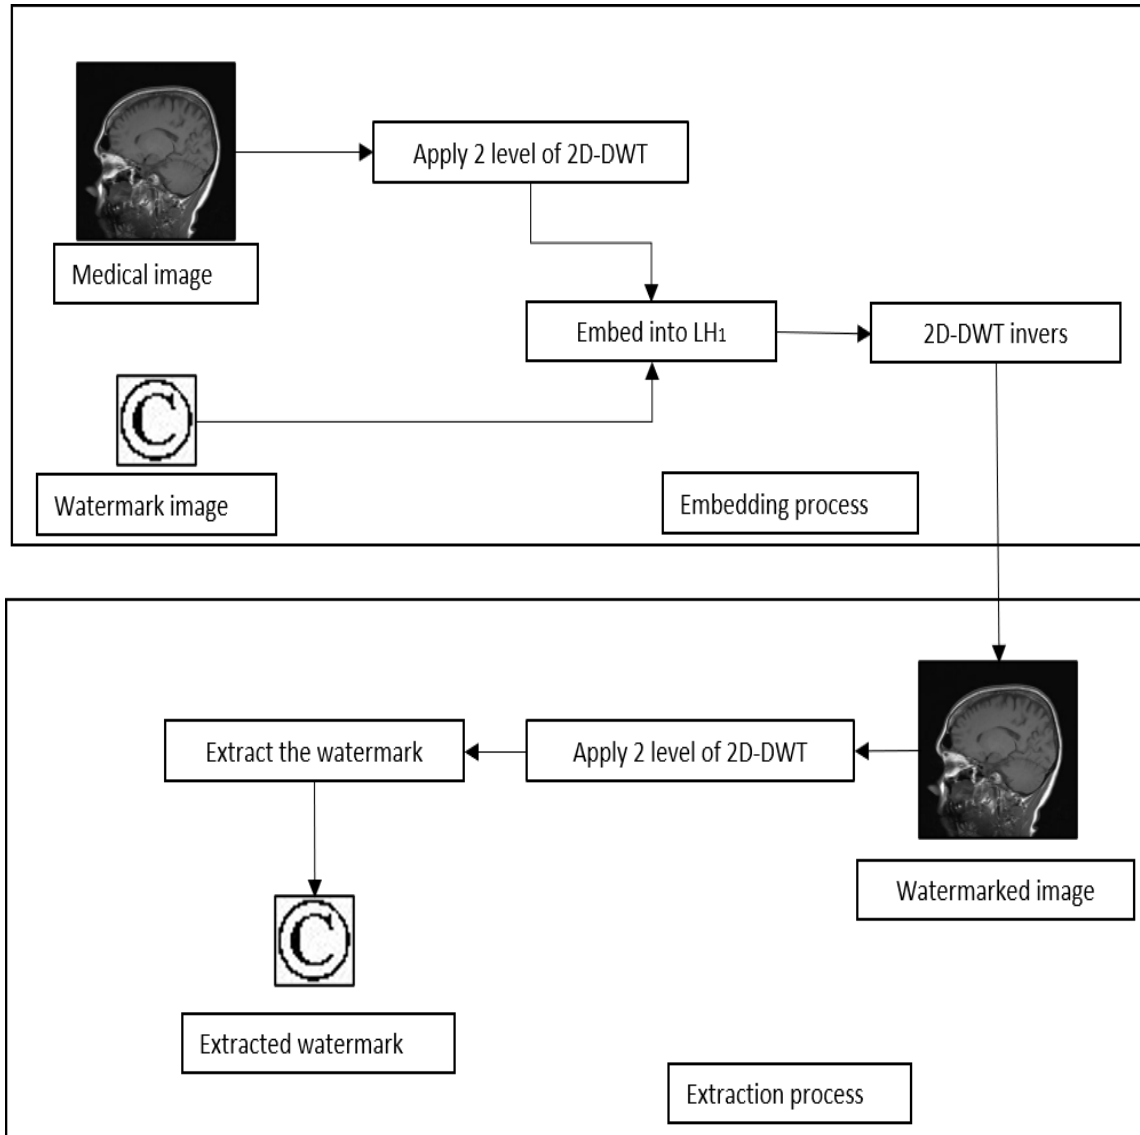 Apply 2 level of 2D-DWT
Medical image
Embed into LH1
2D-DWT invers
C
Watermark image
Embedding process
Extract the watermark
Apply 2 level of 2D-DWT
Watermarked image
C
Extracted watermark
Extraction process